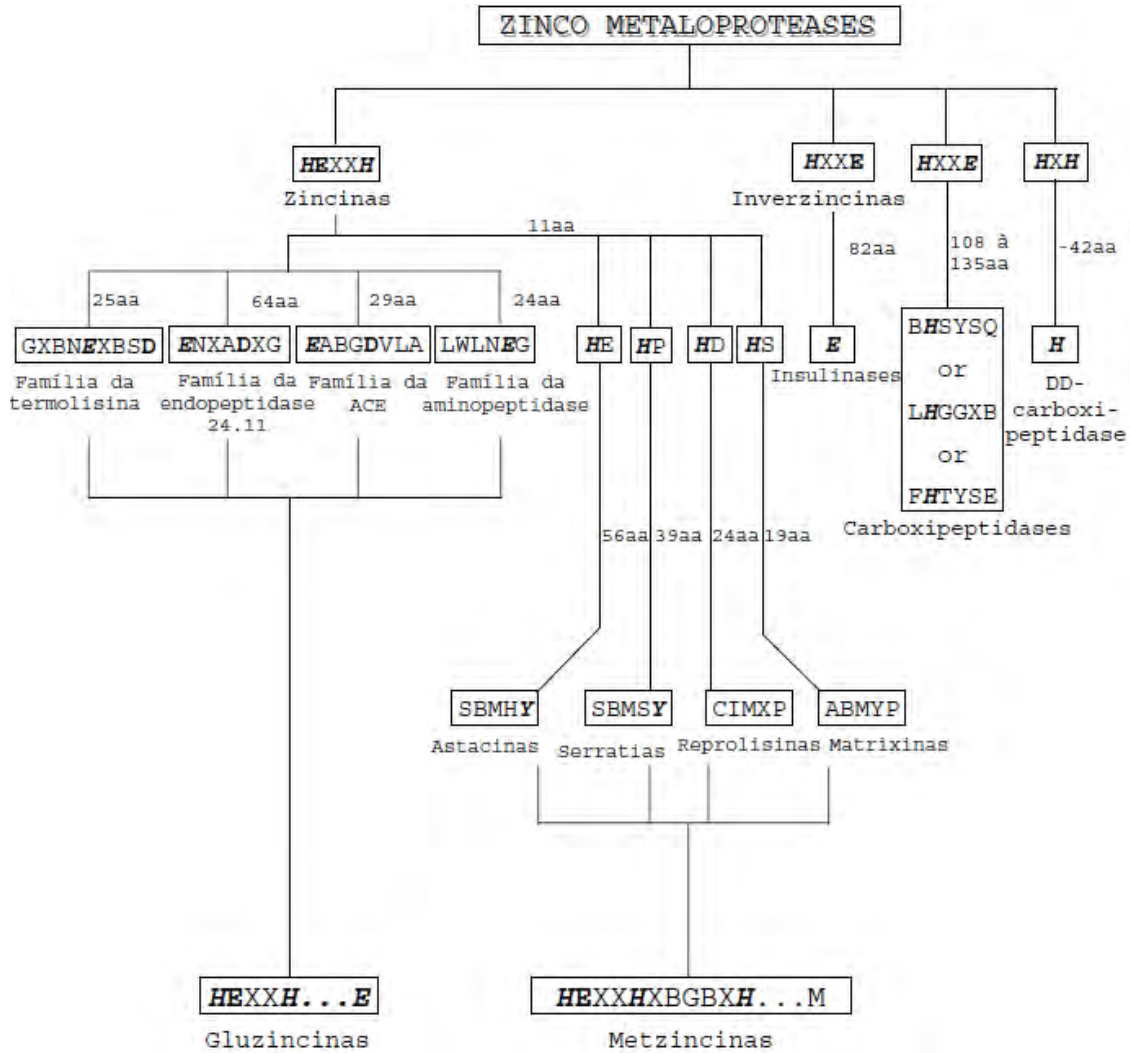 ZINCO METALOPROTEASES
HEXXH
Zincinas
HXXE
Inverzincinas
HXXE
HXH
11aa
82aa
108 à
135aa
-42aa
25aa
64aa
29aa
24aa
GXBNEXBSD
Família da
termolisina
ENXADXG
Família da
endopeptidase
24.11
EABGDVLA
Família da
ACE
LWLNEG
Família da
aminopeptidase
HE
HP
HD
HS
E
Insulinases
BHSYSQ
or
LHGGXB
or
FHTYSE
Carboxipeptidases
H
DD-
carboxi-
peptidase
56aa
39aa
24aa
19aa
SBMHY
Astacinas
SBMSY
Serratias
CIMXP
Reprolisinas
ABMYP
Matrixinas
HEXXH...E
Gluzincinas
HEXXHXBGBXH...M
Metzincinas